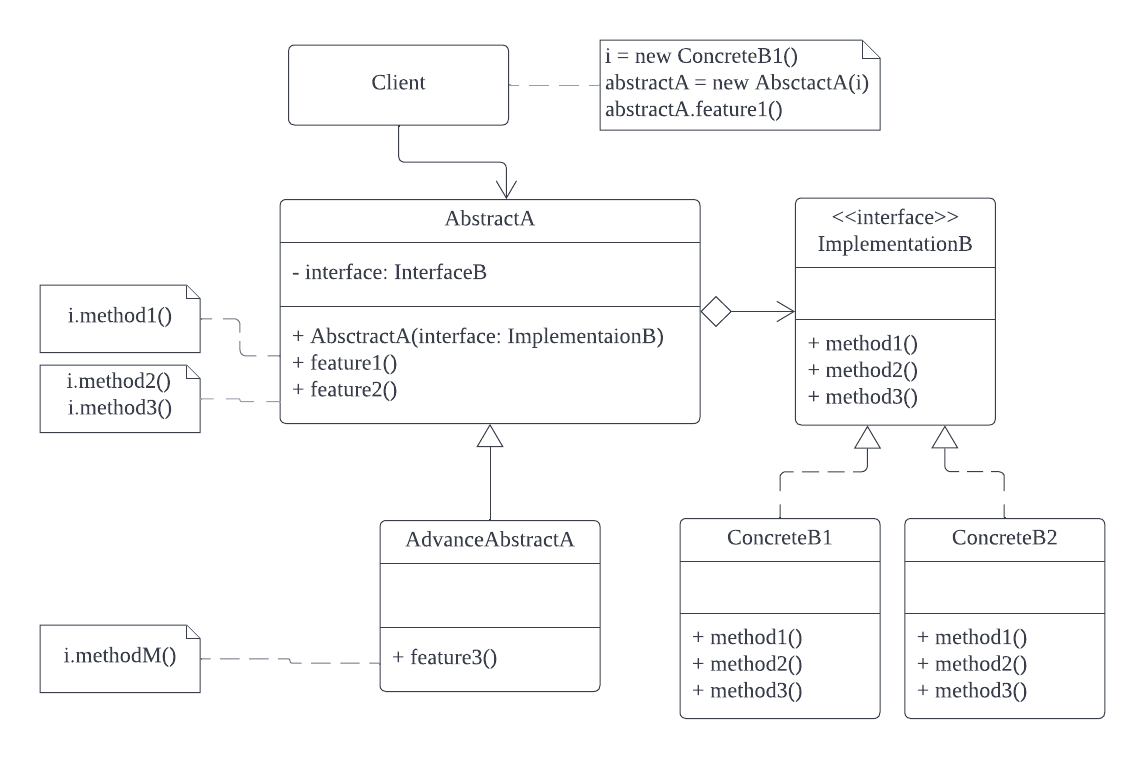 Client
i = new ConcreteB1()
abstractA = new AbsctactA(i)
abstractA.feature1()
AbstractA
- interface: InterfaceB
+ AbsctractA(interface: ImplementaionB)
+ feature1()
+ feature2()
<<interface>>
ImplementationB
+ method1()
+ method2()
+ method3()
i.method1()
i.method2()
i.method3()
AdvanceAbstractA
+ feature3()
i.methodM()
ConcreteB1
+ method1()
+ method2()
+ method3()
ConcreteB2
+ method1()
+ method2()
+ method3()